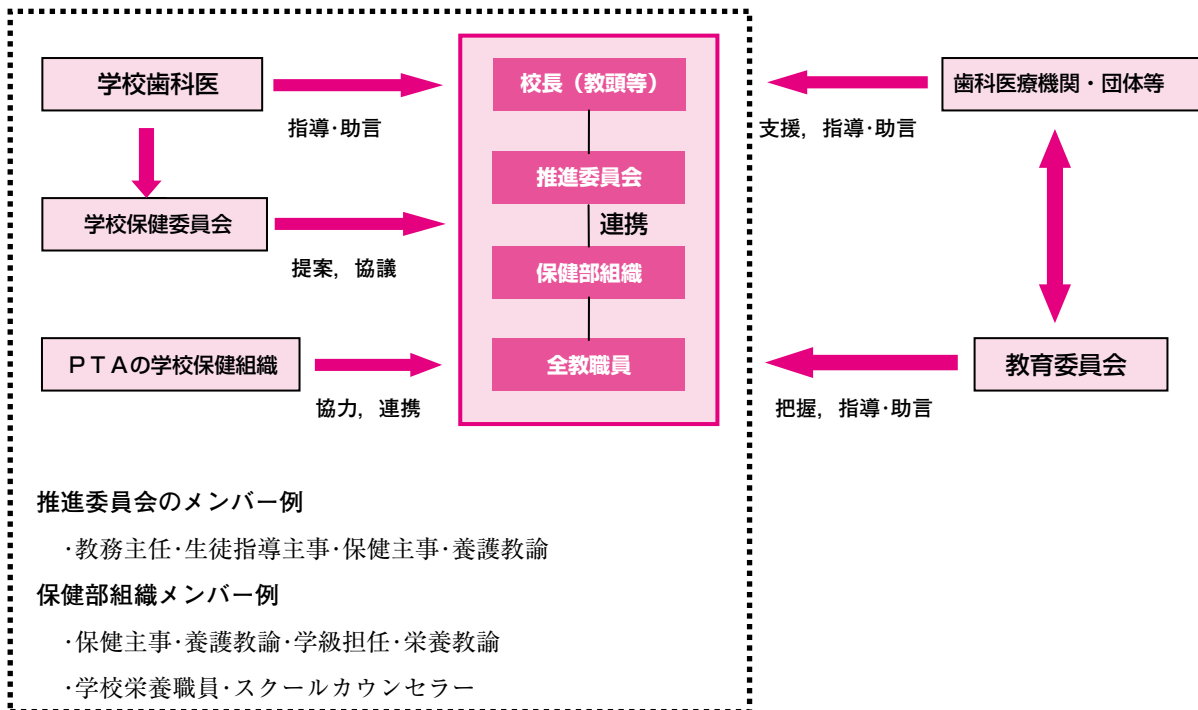 学校歯科医
指導・助言
学校保健委員会
提案，協議
ＰＴＡの学校保健組織
協力，連携
校長（教頭等）
推進委員会
連携
保健部組織
全教職員
歯科医療機関・団体等
支援，指導・助言
教育委員会
把握，指導・助言
推進委員会のメンバー例
・教務主任・生徒指導主事・保健主事・養護教諭
保健部組織メンバー例
・保健主事・養護教諭・学級担任・栄養教諭
・学校栄養職員・スクールカウンセラー